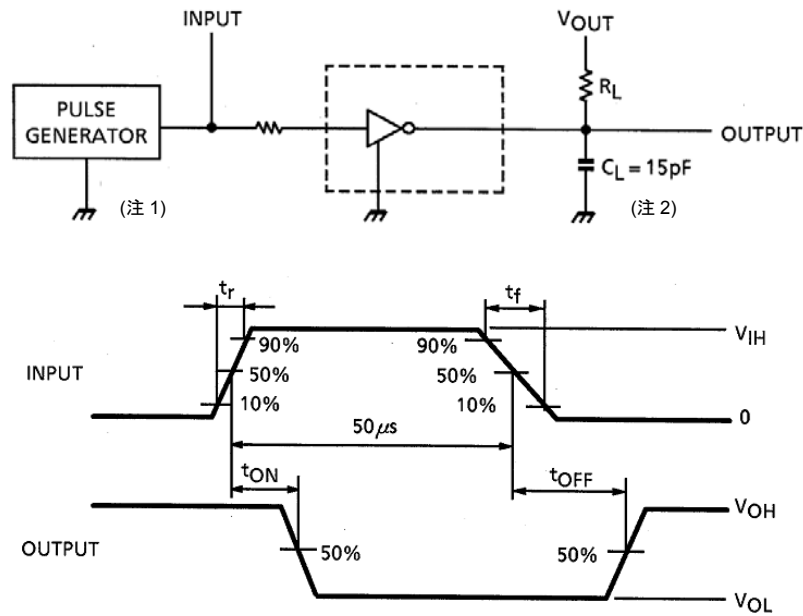 INPUT
VOUT
PULSE
GENERATOR
RL
OUTPUT
CL = 15pF
(注 1)
(注 2)
tr
tf
VIH
90%
90%
INPUT
50%
50%
10%
10%
0
50μs
tON
tOFF
VOH
OUTPUT
50%
50%
VOL